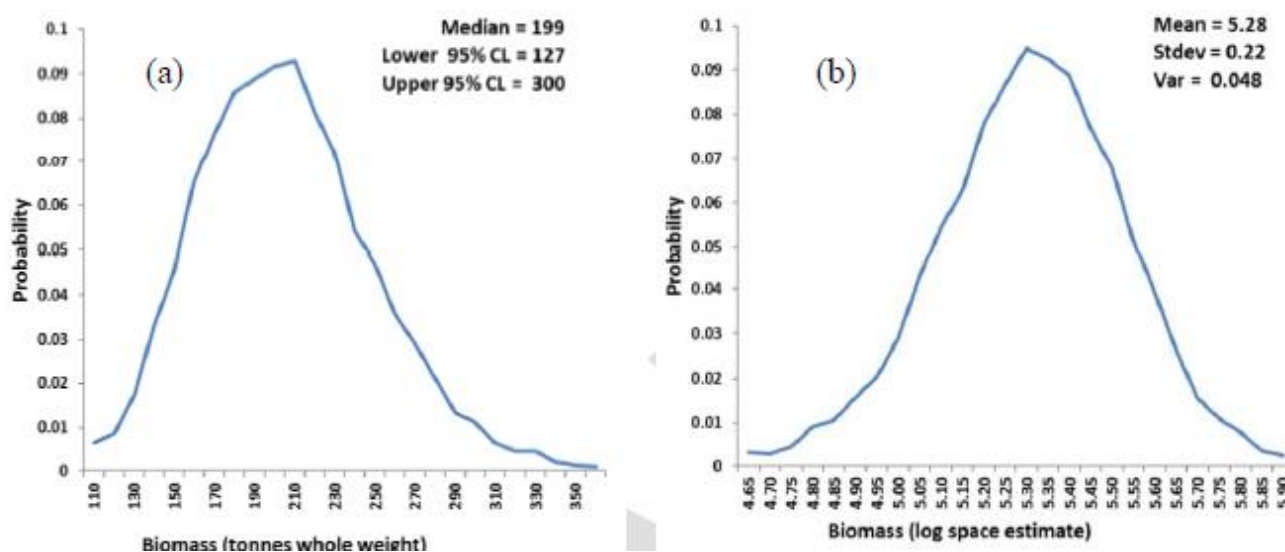 (a)
Median = 199
Lower 95% CL = 127
Upper 95% CL = 300
0.1
0.09
0.08
0.07
0.06
0.05
0.04
0.03
0.02
0.01
0
Probability
110 130 150 170 190 210 230 250 270 290 310 330 350
Biomass (tonnes whole weight)
(b)
Mean = 5.28
Stdev = 0.22
Var = 0.048
0.1
0.09
0.08
0.07
0.06
0.05
0.04
0.03
0.02
0.01
0
Probability
4.65 4.70 4.75 4.80 4.85 4.90 4.95 5.00 5.05 5.10 5.15 5.20 5.25 5.30 5.35 5.40 5.45 5.50 5.55 5.60 5.65 5.70 5.75 5.80 5.85 5.90
Biomass (log space estimate)